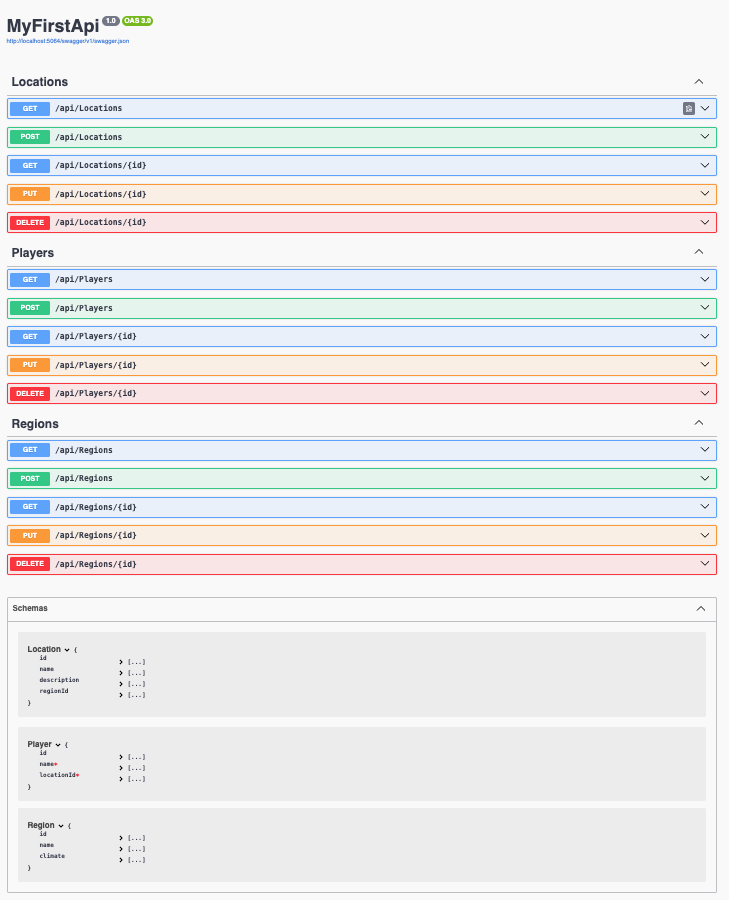 MyFirstApi 1.0 OAS 3.0
http://localhost:5064/swagger/v1/swagger.json
Locations
GET /api/Locations
POST /api/Locations
GET /api/Locations/{id}
PUT /api/Locations/{id}
DELETE /api/Locations/{id}
Players
GET /api/Players
POST /api/Players
GET /api/Players/{id}
PUT /api/Players/{id}
DELETE /api/Players/{id}
Regions
GET /api/Regions
POST /api/Regions
GET /api/Regions/{id}
PUT /api/Regions/{id}
DELETE /api/Regions/{id}
Schemas
Location {
id [...]
name [...]
description [...]
regionId [...]
}
Player {
id [...]
name* [...]
locationId* [...]
}
Region {
id [...]
name [...]
climate [...]
}